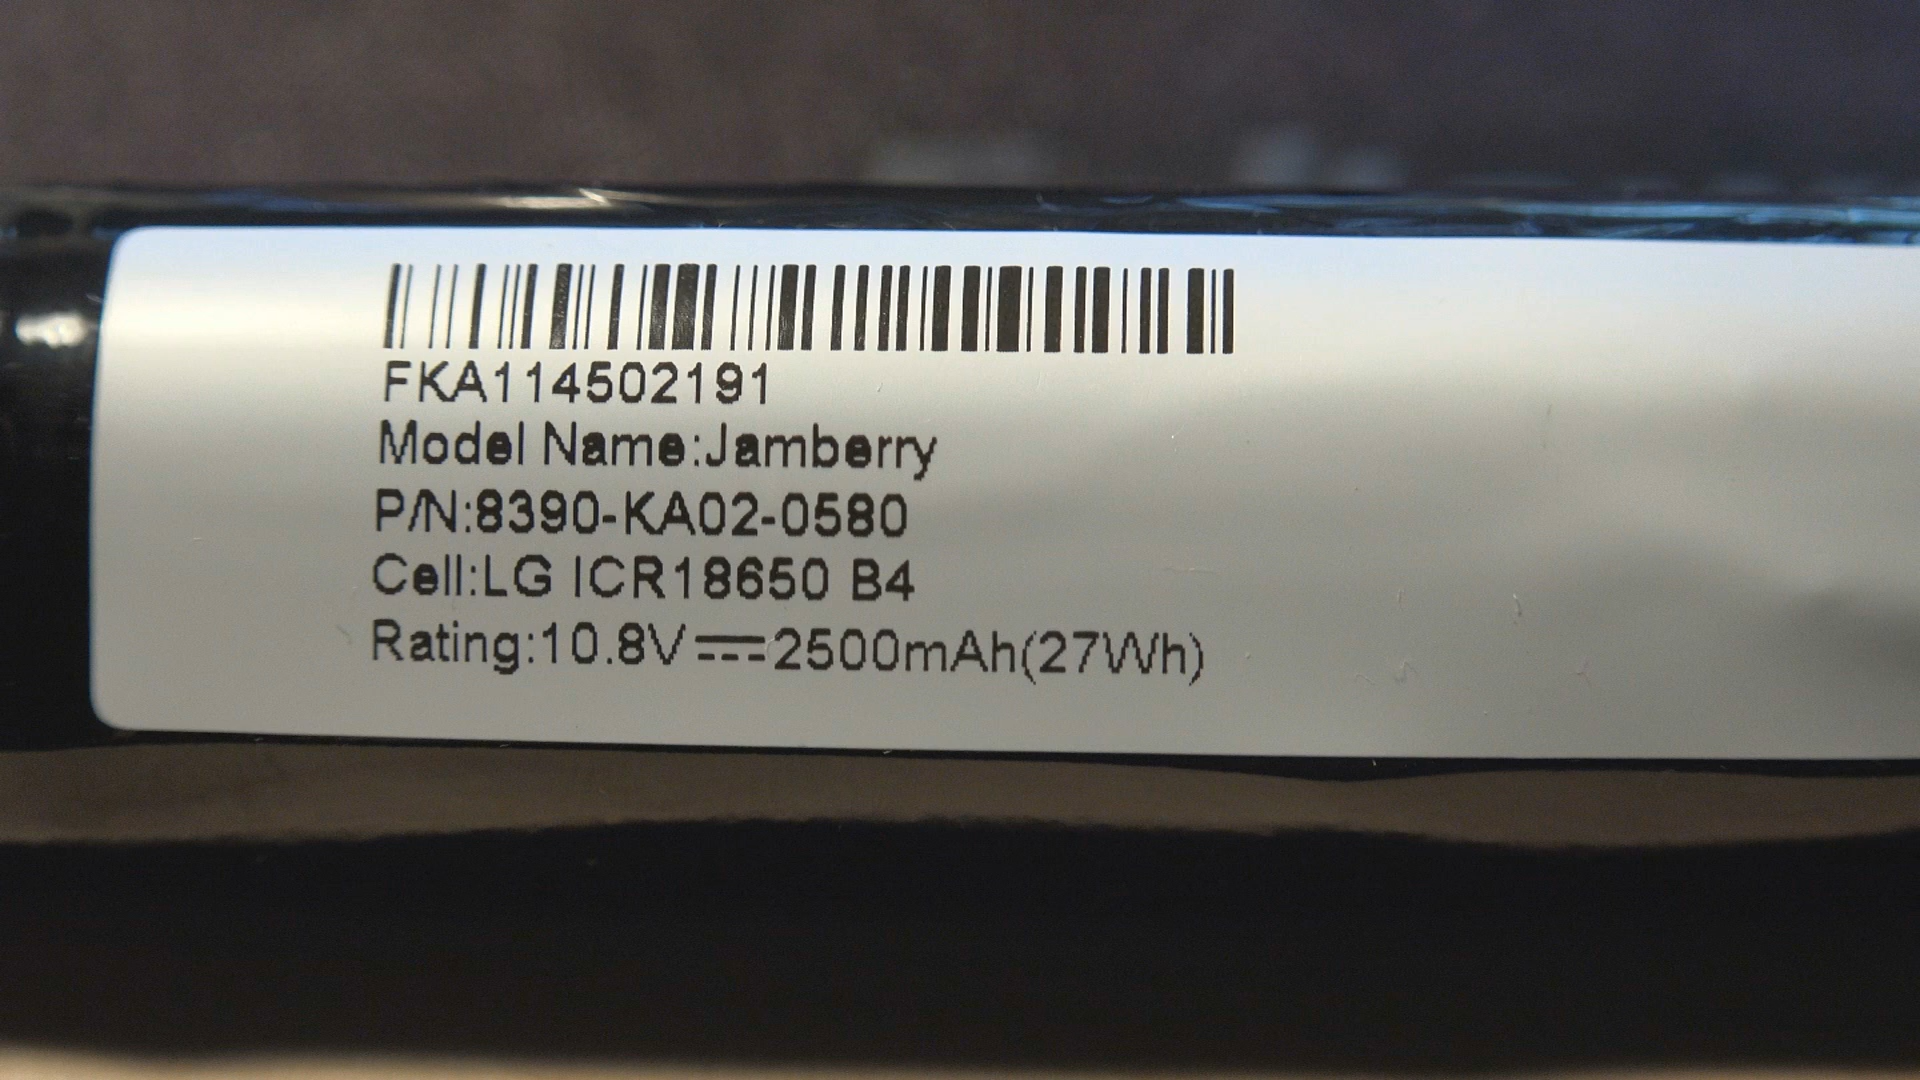 FKA114502191
Model Name:Jamberry
P/N:8390-KA02-0580
Cell:LG ICR18650 B4
Rating:10.8V⎓2500mAh(27Wh)